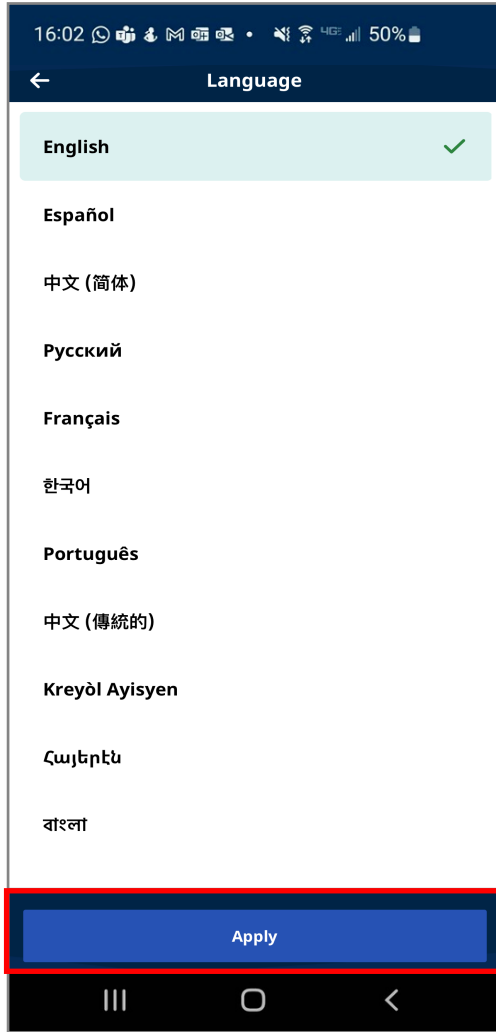 16:02 4GE 50%
Language
English
Español
中文 (简体)
Русский
Français
한국어
Português
中文 (傳統的)
Kreyòl Ayisyen
Հայերէն
বাংলা
Apply